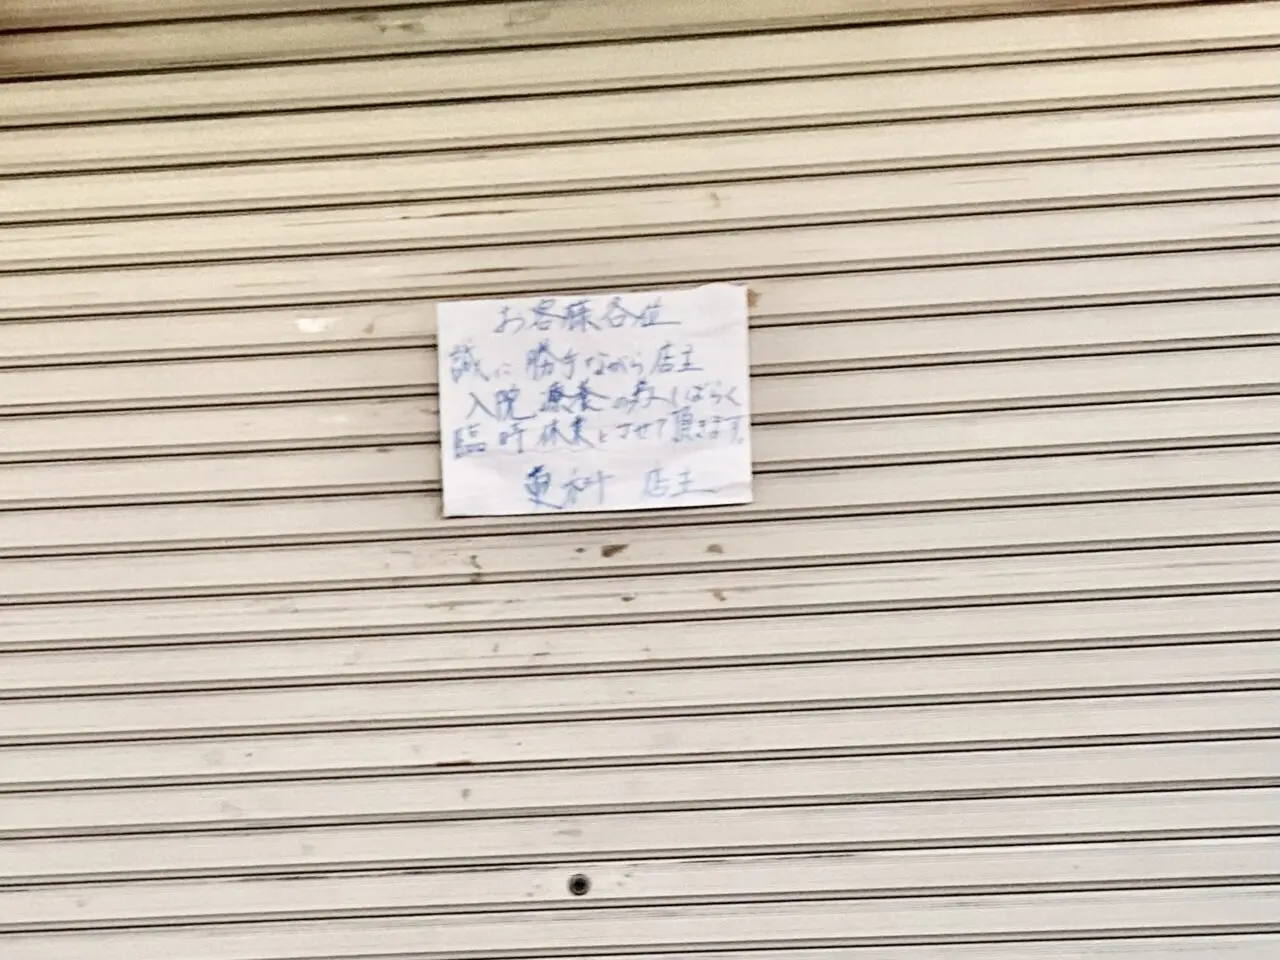 お客様各位
誠に勝手ながら店主
入院療養の為しばらく
臨時休業とさせて頂きます。
更科 店主